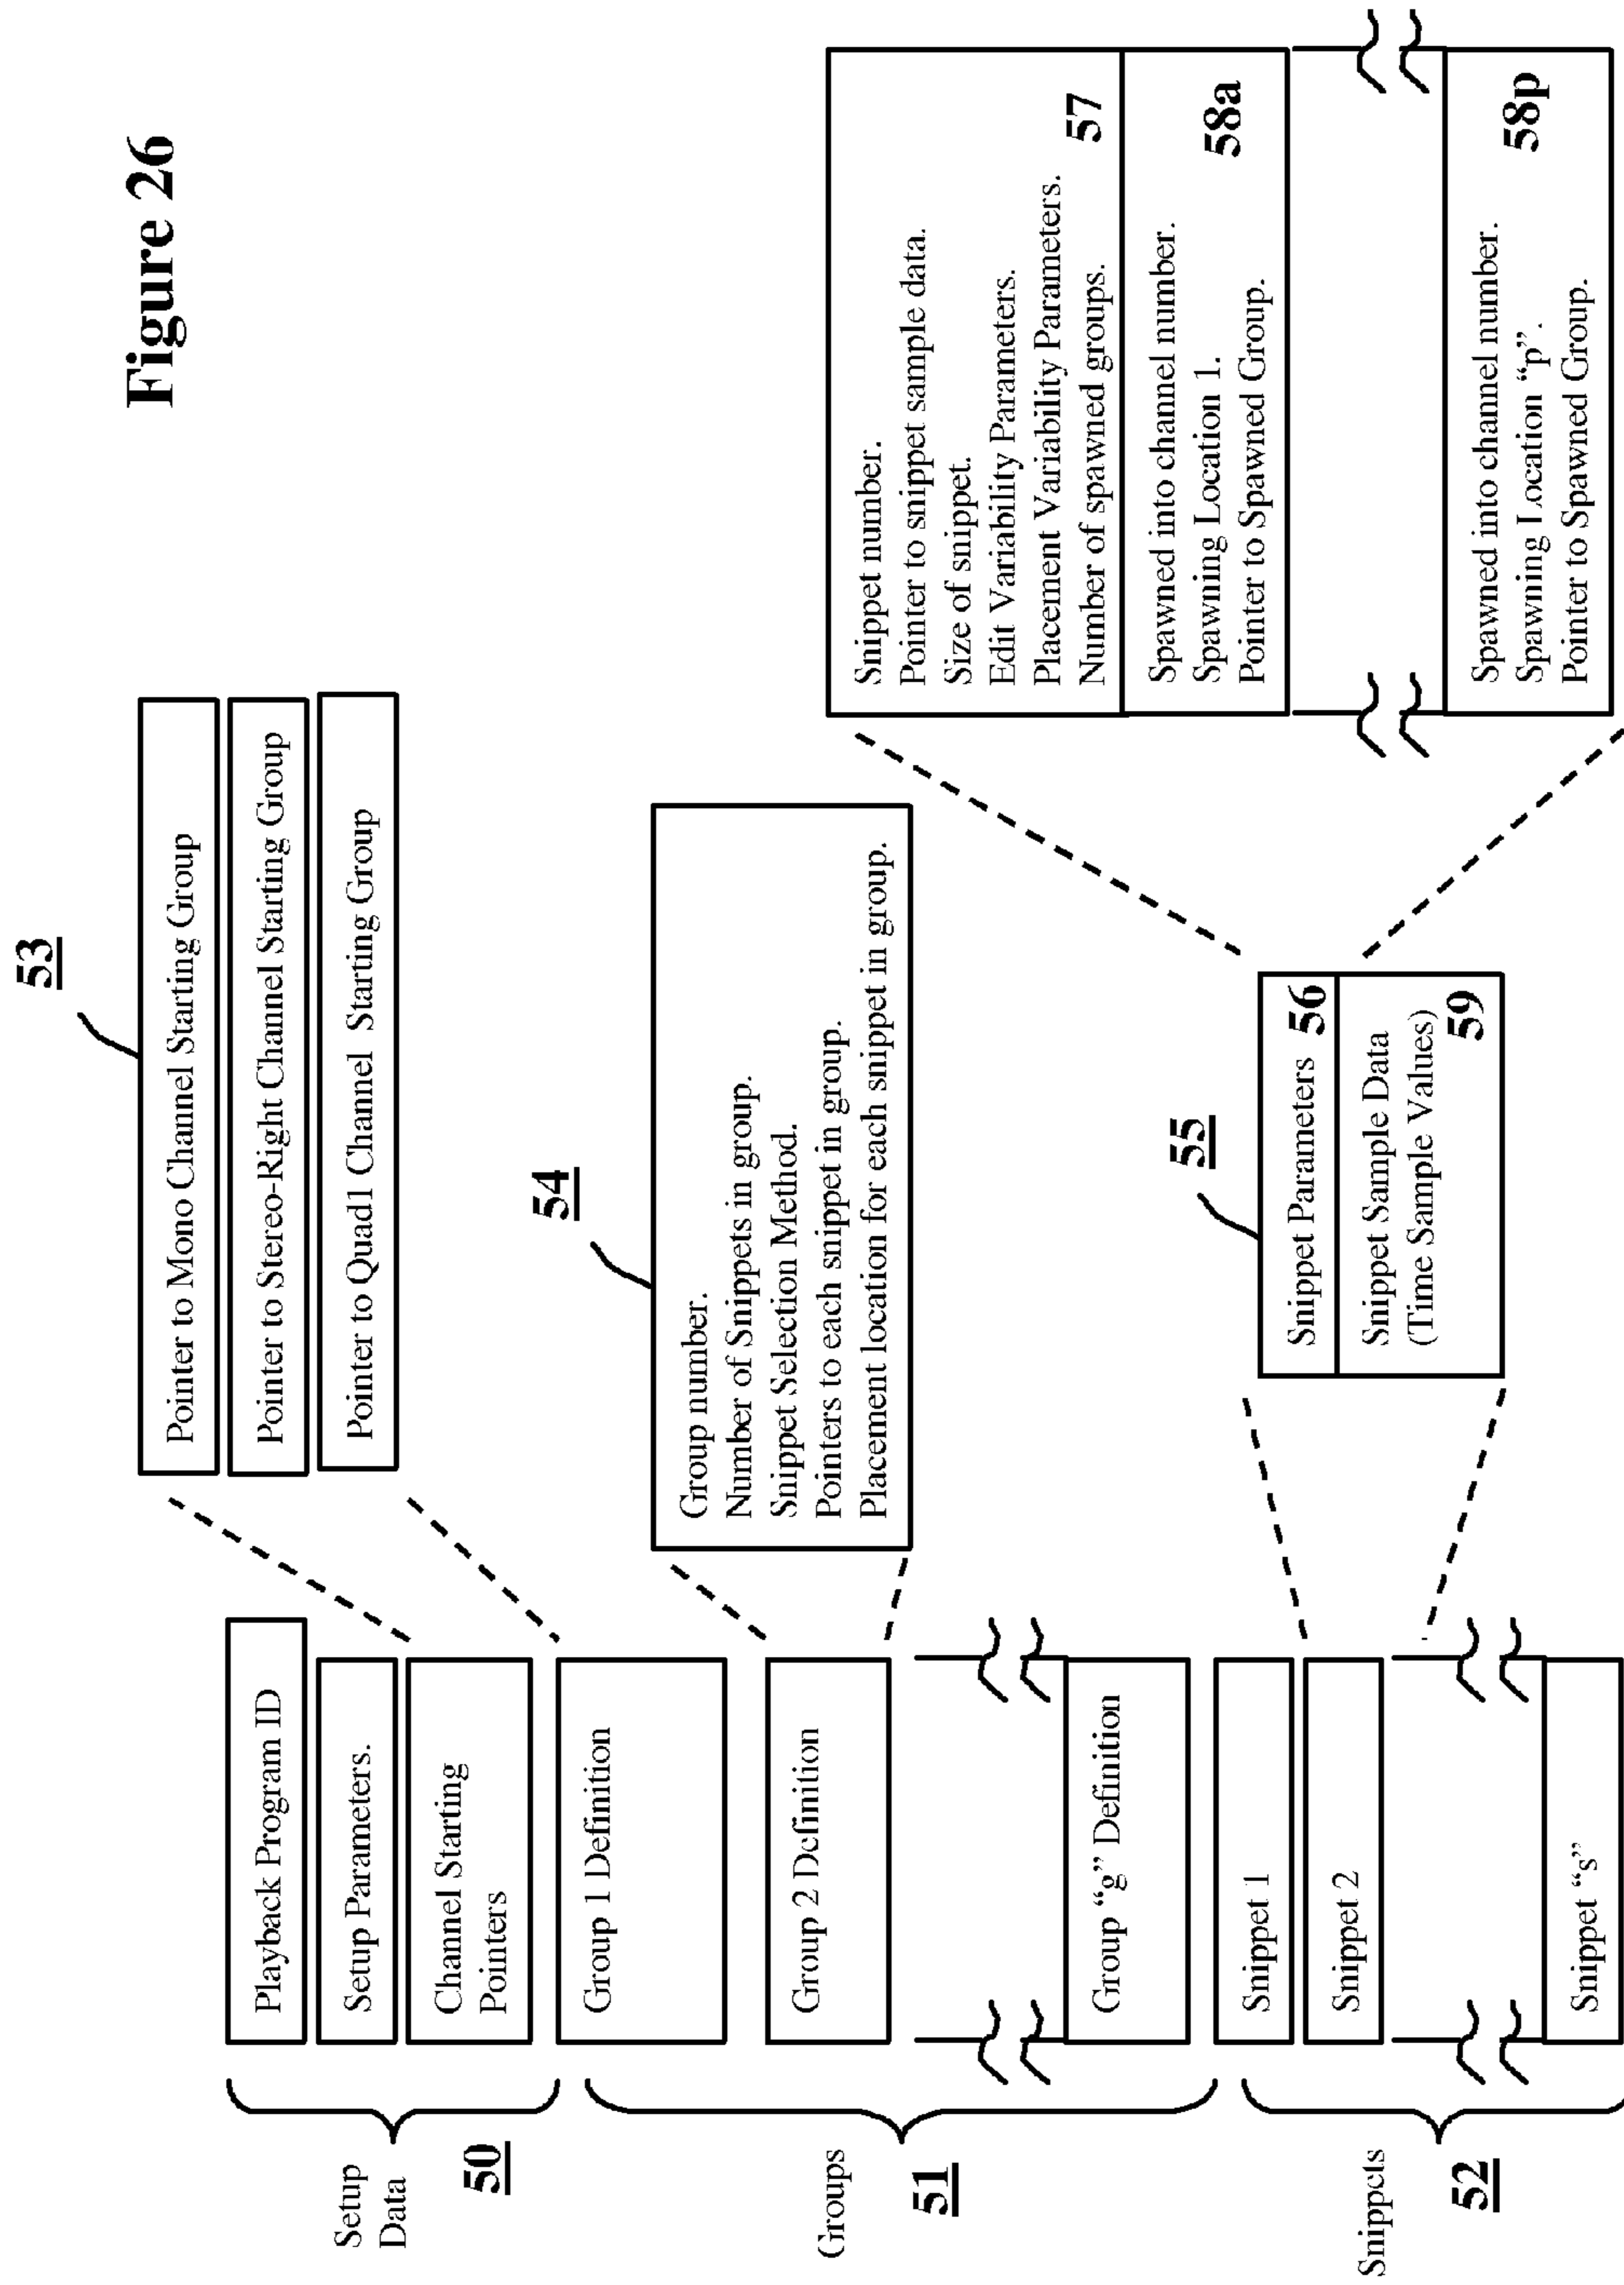 Figure 26
53
Pointer to Mono Channel Starting Group
Pointer to Stereo-Right Channel Starting Group
Pointer to Quad1 Channel Starting Group
Setup
Data
50
Playback Program ID
Setup Parameters.
Channel Starting
Pointers
54
Group number.
Number of Snippets in group.
Snippet Selection Method.
Pointers to each snippet in group.
Placement location for each snippet in group.
Groups
51
Group 1 Definition
Group 2 Definition
Group “g” Definition
55
Snippet Parameters 56
Snippet Sample Data
(Time Sample Values)
59
Snippet number.
Pointer to snippet sample data.
Size of snippet.
Edit Variability Parameters.
Placement Variability Parameters.
Number of spawned groups.
57
Spawned into channel number.
Spawning Location 1.
Pointer to Spawned Group.
58a
Spawned into channel number.
Spawning Location “p”.
Pointer to Spawned Group.
58p
Snippets
52
Snippet 1
Snippet 2
Snippet “s”